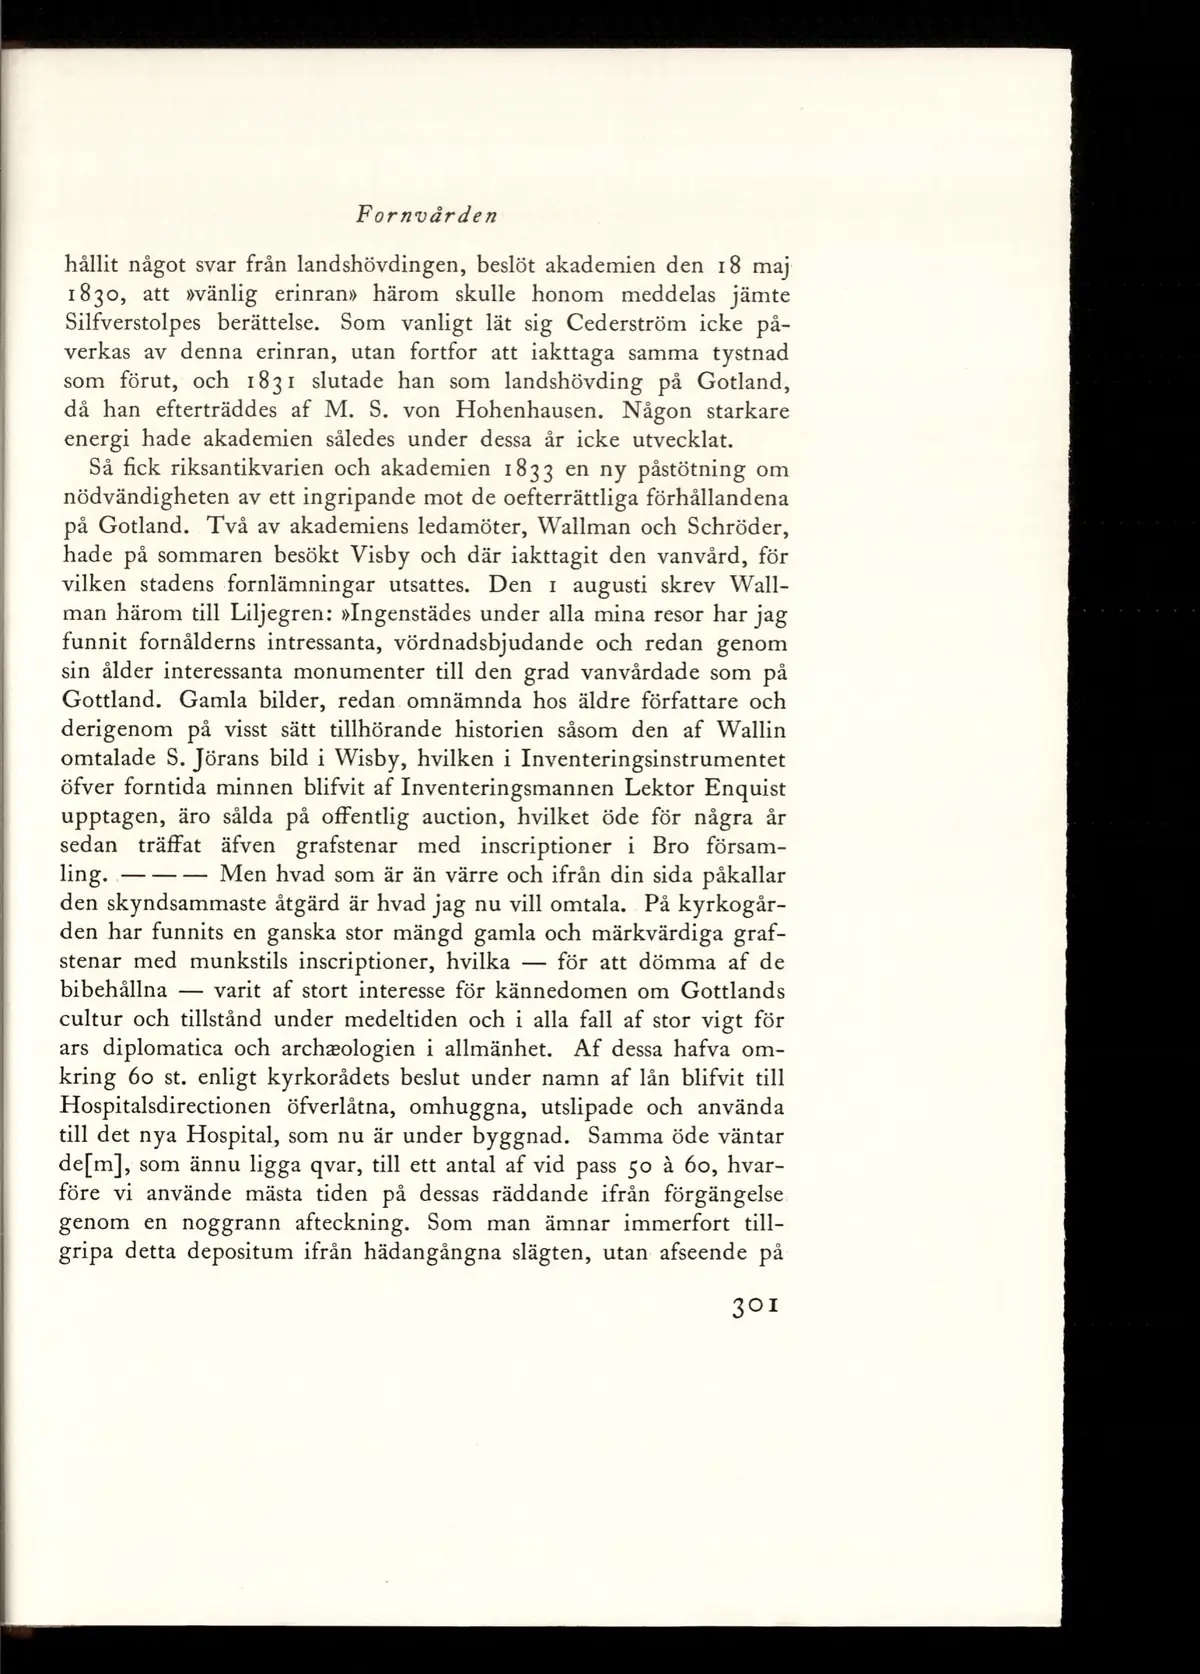 Fornvården
hållit något svar från landshövdingen, beslöt akademien den 18 maj
1830, att »vänlig erinran» härom skulle honom meddelas jämte
Silfverstolpes berättelse. Som vanligt lät sig Cederström icke på-
verkas av denna erinran, utan fortfor att iakttaga samma tystnad
som förut, och 1831 slutade han som landshövding på Gotland,
då han efterträddes af M. S. von Hohenhausen. Någon starkare
energi hade akademien således under dessa år icke utvecklat.
Så fick riksantikvarien och akademien 1833 en ny påstötning om
nödvändigheten av ett ingripande mot de oefterrättliga förhållandena
på Gotland. Två av akademiens ledamöter, Wallman och Schröder,
hade på sommaren besökt Visby och där iakttagit den vanvård, för
vilken stadens fornlämningar utsattes. Den 1 augusti skrev Wall-
man härom till Liljegren: »Ingenstädes under alla mina resor har jag
funnit fornålderns intressanta, vördnadsbjudande och redan genom
sin ålder interessanta monumenter till den grad vanvårdade som på
Gottland. Gamla bilder, redan omnämnda hos äldre författare och
derigenom på visst sätt tillhörande historien såsom den af Wallin
omtalade S. Jörans bild i Wisby, hvilken i Inventeringsinstrumentet
öfver forntida minnen blifvit af Inventeringsmannen Lektor Enquist
upptagen, äro sålda på offentlig auction, hvilket öde för några år
sedan träffat äfven grafstenar med inscriptioner i Bro försam-
ling. — — — Men hvad som är än värre och ifrån din sida påkallar
den skyndsammaste åtgärd är hvad jag nu vill omtala. På kyrkogår-
den har funnits en ganska stor mängd gamla och märkvärdiga graf-
stenar med munkstils inscriptioner, hvilka — för att dömma af de
bibehållna — varit af stort interesse för kännedomen om Gottlands
cultur och tillstånd under medeltiden och i alla fall af stor vigt för
ars diplomatica och archæologien i allmänhet. Af dessa hafva om-
kring 60 st. enligt kyrkorådets beslut under namn af lån blifvit till
Hospitalsdirectionen öfverlåtna, omhuggna, utslipade och använda
till det nya Hospital, som nu är under byggnad. Samma öde väntar
de[m], som ännu ligga qvar, till ett antal af vid pass 50 à 60, hvar-
före vi använde mästa tiden på dessas räddande ifrån förgängelse
genom en noggrann afteckning. Som man ämnar immerfort till-
gripa detta depositum ifrån hädangångna slägten, utan afseende på
301